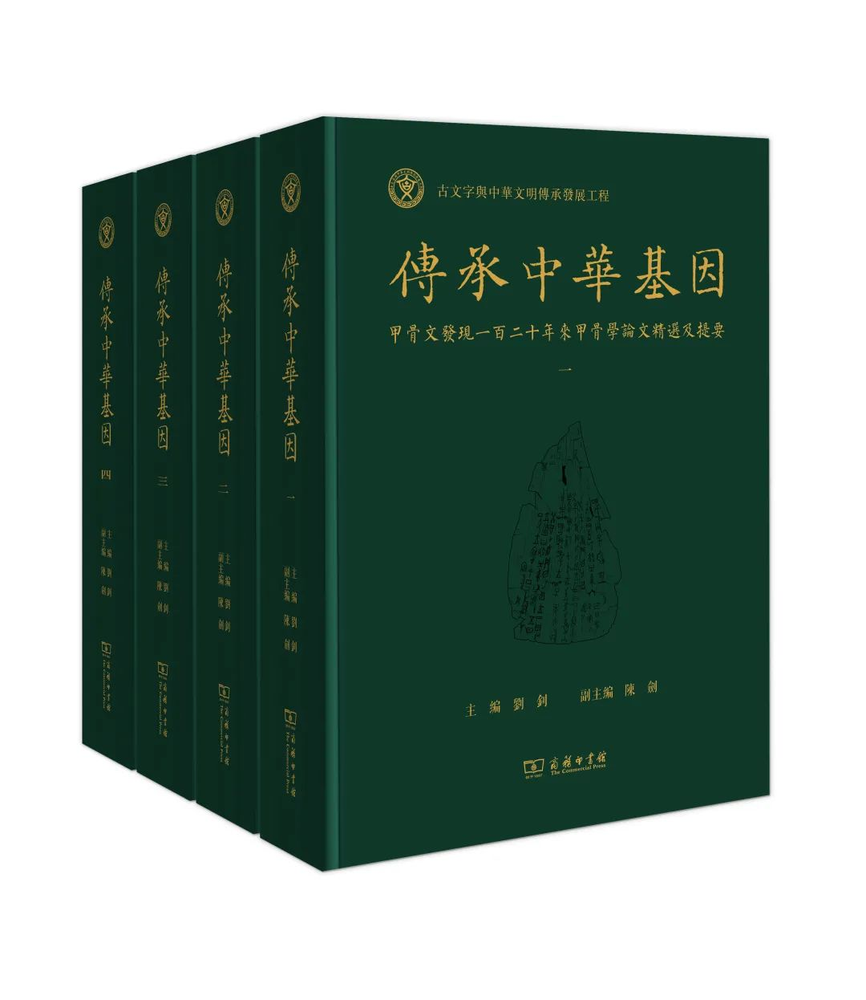 古文字與中華文明傳承發展工程
傳承中華基因
甲骨文發現一百二十年來甲骨學論文精選及提要
一
主編 劉釗 副主編 陳劍
商務印書館
The Commercial Press
傳承中華基因
一
主編 劉釗
副主編 陳劍
商務印書館
The Commercial Press
傳承中華基因
二
主編 劉釗
副主編 陳劍
商務印書館
The Commercial Press
傳承中華基因
三
主編 劉釗
副主編 陳劍
商務印書館
The Commercial Press
傳承中華基因
四
主編 劉釗
副主編 陳劍
商務印書館
The Commercial Press